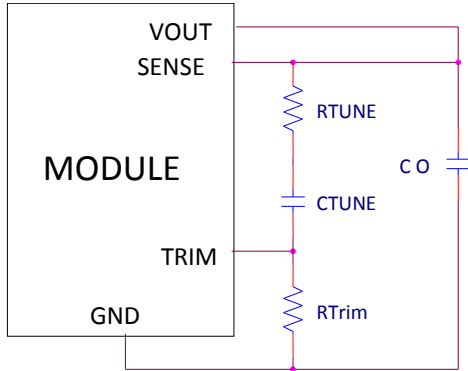 VOUT
SENSE
RTUNE
MODULE
C O
CTUNE
TRIM
GND
RTrim